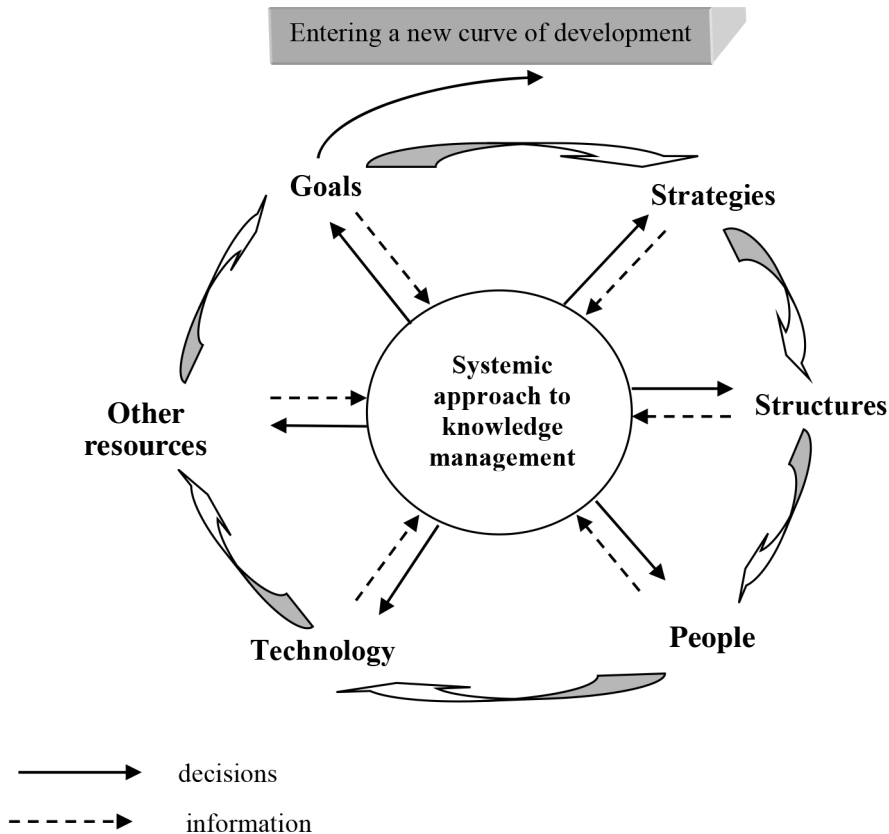 Entering a new curve of development
Goals
Strategies
Systemic
approach to
knowledge
management
Structures
Other
resources
People
Technology
decisions
information